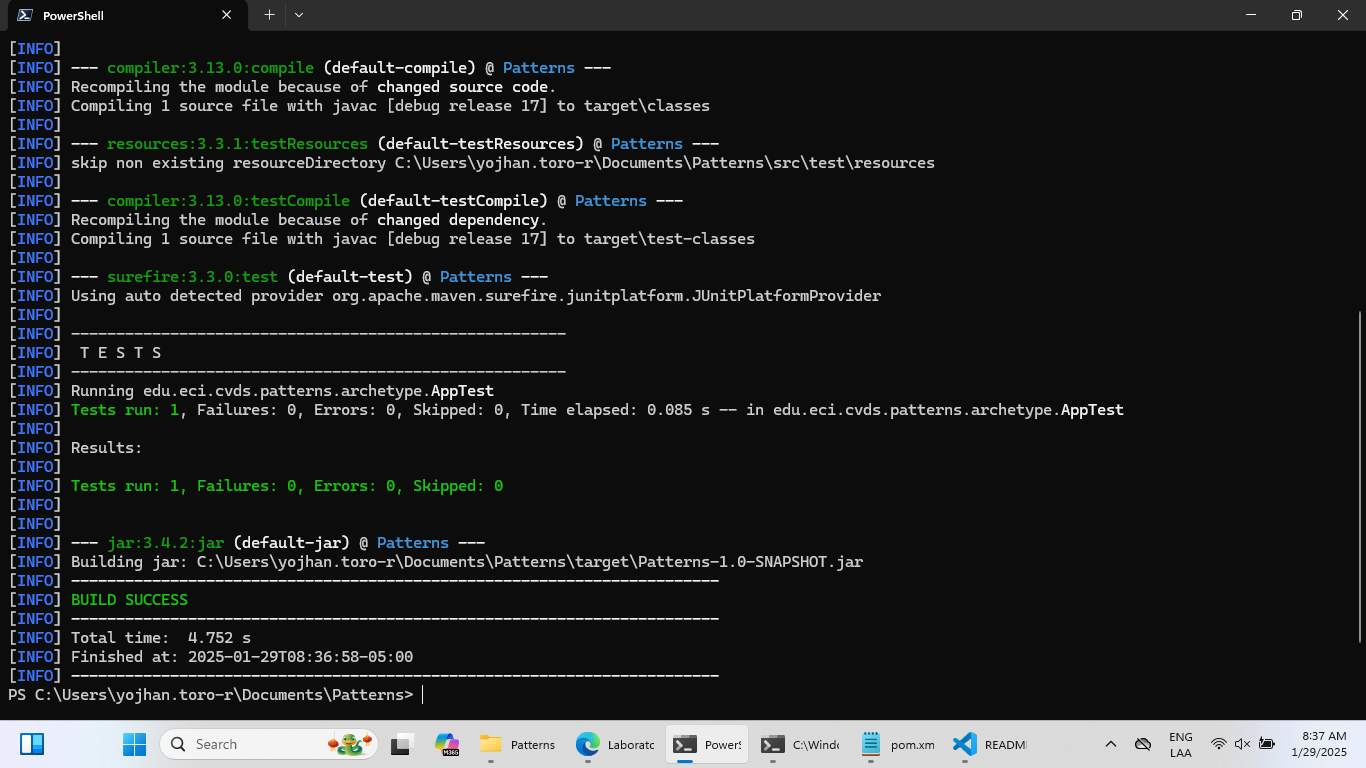 PowerShell
[INFO]
[INFO] --- compiler:3.13.0:compile (default-compile) @ Patterns ---
[INFO] Recompiling the module because of changed source code.
[INFO] Compiling 1 source file with javac [debug release 17] to target\classes
[INFO]
[INFO] --- resources:3.3.1:testResources (default-testResources) @ Patterns ---
[INFO] skip non existing resourceDirectory C:\Users\yojhan.toro-r\Documents\Patterns\src\test\resources
[INFO]
[INFO] --- compiler:3.13.0:testCompile (default-testCompile) @ Patterns ---
[INFO] Recompiling the module because of changed dependency.
[INFO] Compiling 1 source file with javac [debug release 17] to target\test-classes
[INFO]
[INFO] --- surefire:3.3.0:test (default-test) @ Patterns ---
[INFO] Using auto detected provider org.apache.maven.surefire.junitplatform.JUnitPlatformProvider
[INFO]
[INFO] -------------------------------------------------------
[INFO]  T E S T S
[INFO] -------------------------------------------------------
[INFO] Running edu.eci.cvds.patterns.archetype.AppTest
[INFO] Tests run: 1, Failures: 0, Errors: 0, Skipped: 0, Time elapsed: 0.085 s -- in edu.eci.cvds.patterns.archetype.AppTest
[INFO]
[INFO] Results:
[INFO]
[INFO] Tests run: 1, Failures: 0, Errors: 0, Skipped: 0
[INFO]
[INFO]
[INFO] --- jar:3.4.2:jar (default-jar) @ Patterns ---
[INFO] Building jar: C:\Users\yojhan.toro-r\Documents\Patterns\target\Patterns-1.0-SNAPSHOT.jar
[INFO] ------------------------------------------------------------------------
[INFO] BUILD SUCCESS
[INFO] ------------------------------------------------------------------------
[INFO] Total time:  4.752 s
[INFO] Finished at: 2025-01-29T08:36:58-05:00
[INFO] ------------------------------------------------------------------------
PS C:\Users\yojhan.toro-r\Documents\Patterns>
Search M365 Patterns Laborato PowerS C:\Windo pom.xm READMI ENG 8:37 AM
LAA 1/29/2025